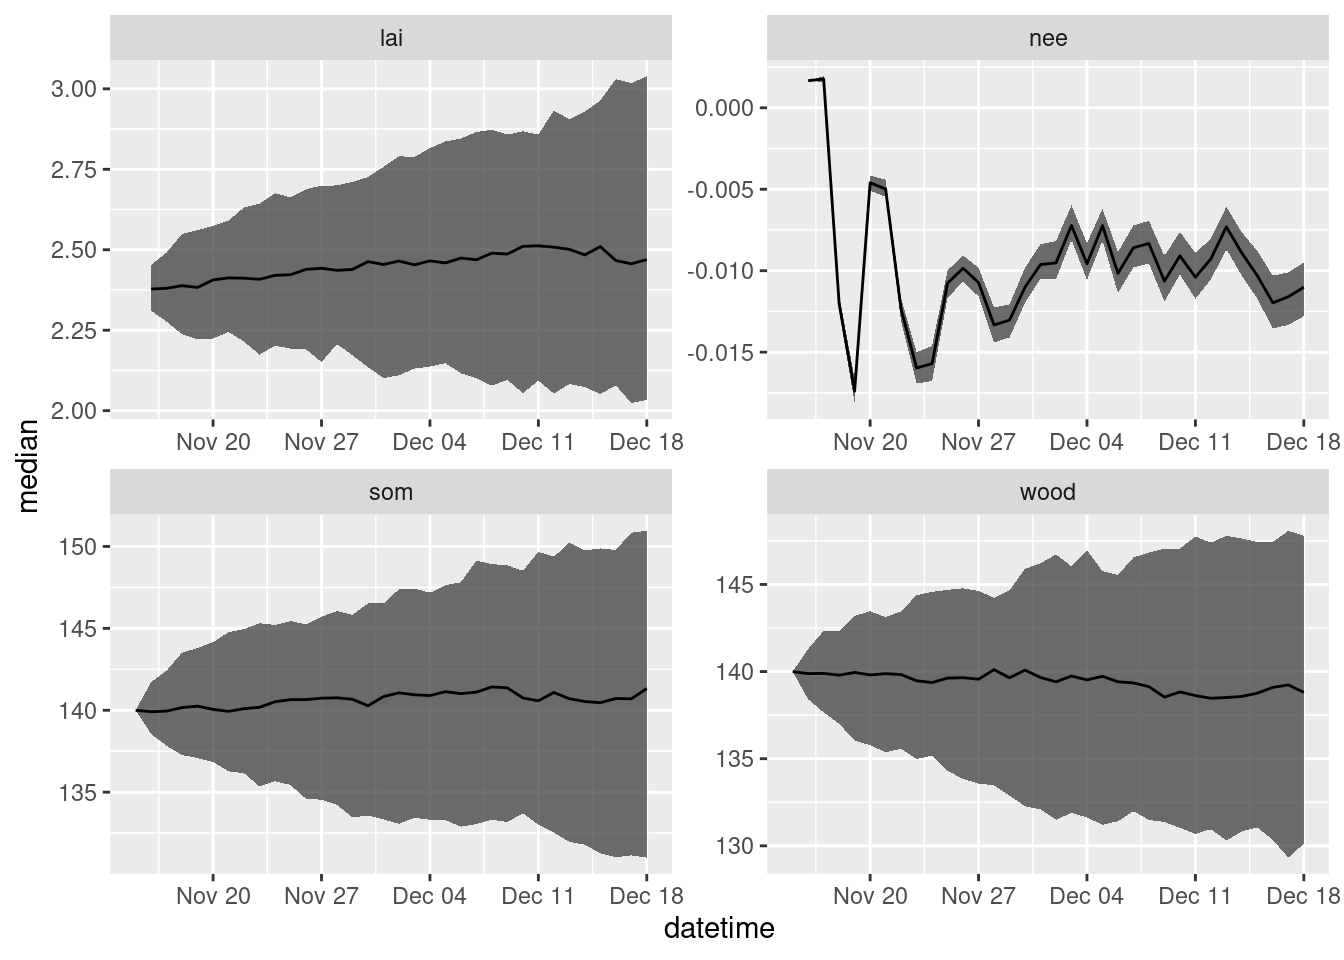 lai
nee
3.00
2.75
2.50
2.25
2.00
0.000
-0.005
-0.010
-0.015
Nov 20 Nov 27 Dec 04 Dec 11 Dec 18
Nov 20 Nov 27 Dec 04 Dec 11 Dec 18
median
som
wood
150
145
140
135
145
140
135
130
Nov 20 Nov 27 Dec 04 Dec 11 Dec 18
Nov 20 Nov 27 Dec 04 Dec 11 Dec 18
datetime